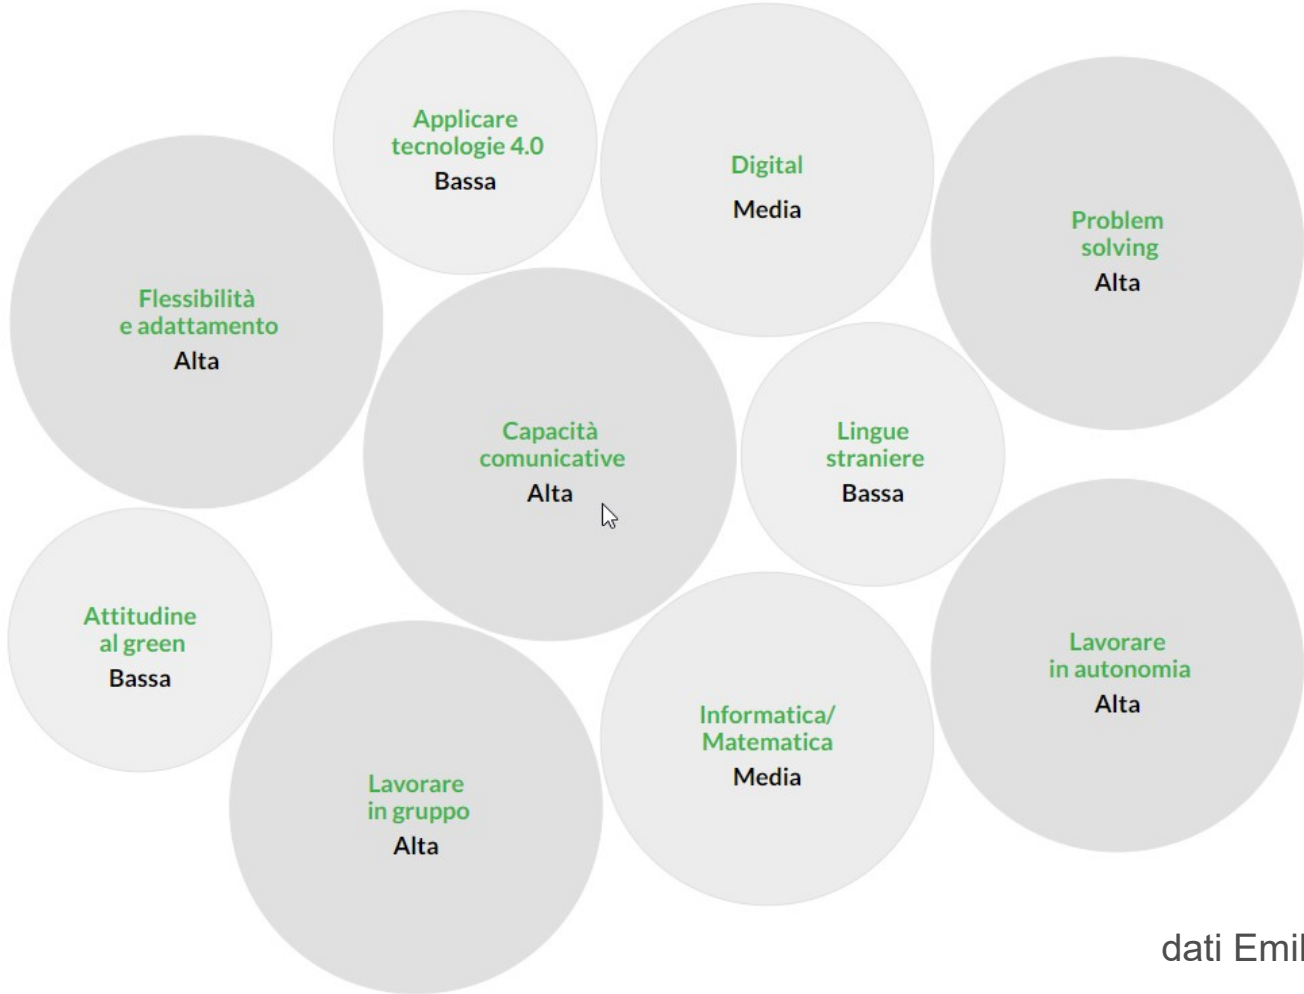 Applicare
tecnologie 4.0
Bassa
Digital
Media
Problem
solving
Alta
Flessibilità
e adattamento
Alta
Capacità
comunicative
Alta
Lingue
straniere
Bassa
Attitudine
al green
Bassa
Lavorare
in autonomia
Alta
Informatica/
Matematica
Media
Lavorare
in gruppo
Alta
dati Emil